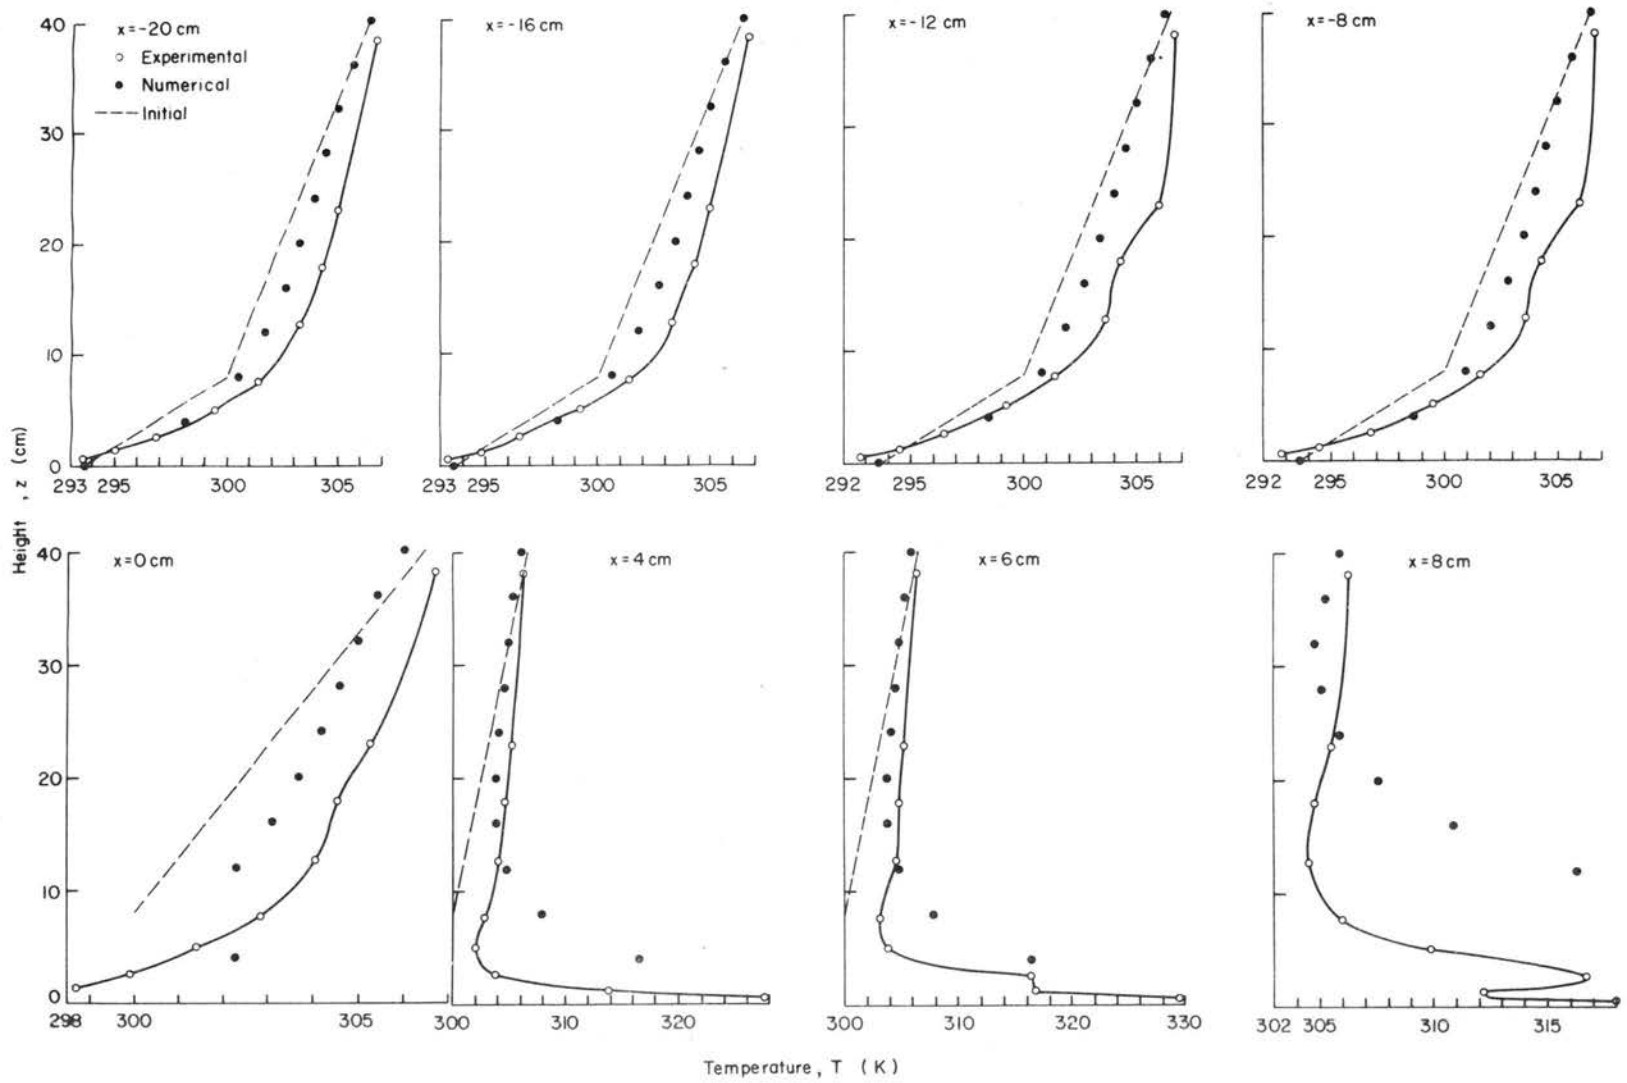 x=-20 cm
Experimental
Numerical
Initial
x=-16 cm
x=-12 cm
x=-8 cm
40
30
20
10
0
293 295 300 305
293 295 300 305
292 295 300 305
292 295 300 305
Height, z (cm)
x=0 cm
x=4 cm
x=6 cm
x=8 cm
40
30
20
10
0
298 300 305
300 310 320
300 310 320 330
302 305 310 315
Temperature, T (K)